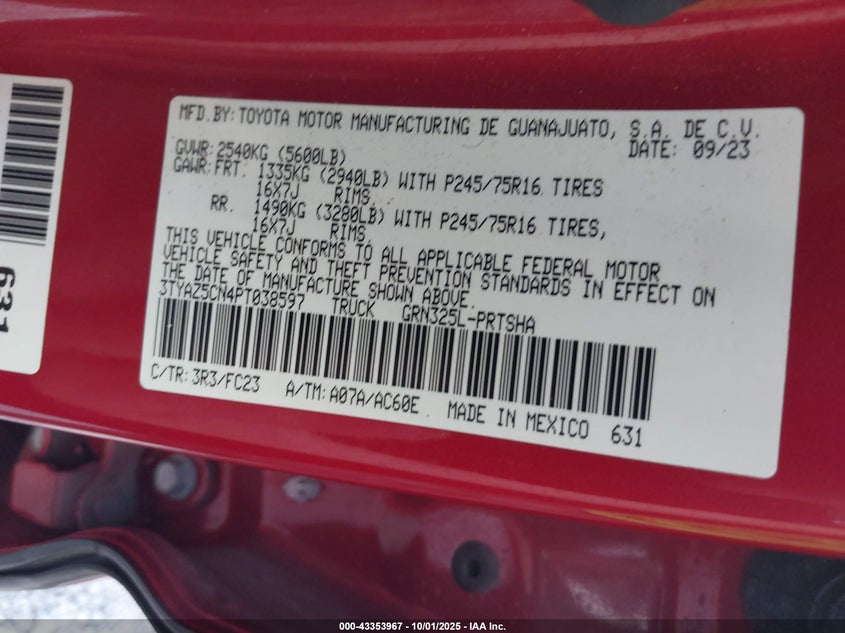 MFD.BY:TOYOTA MOTOR MANUFACTURING DE GUANAJUATO, S.A. DE C.V.
GVWR:2540KG (5600LB) DATE: 09/23
GAWR:FRT. 1335KG (2940LB) WITH P245/75R16 TIRES
16X7J RIMS
RR. 1490KG (3280LB) WITH P245/75R16 TIRES,
16X7J RIMS
THIS VEHICLE CONFORMS TO ALL APPLICABLE FEDERAL MOTOR
VEHICLE SAFETY AND THEFT PREVENTION STANDARDS IN EFFECT ON
THE DATE OF MANUFACTURE SHOWN ABOVE.
3TYAZ5CN4PT038597 TRUCK GRN325L-PRTSHA
C/TR:3R3/FC23 A/TM:A07A/AC60E MADE IN MEXICO 631
631
000-43353967 - 10/01/2025 - IAA Inc.